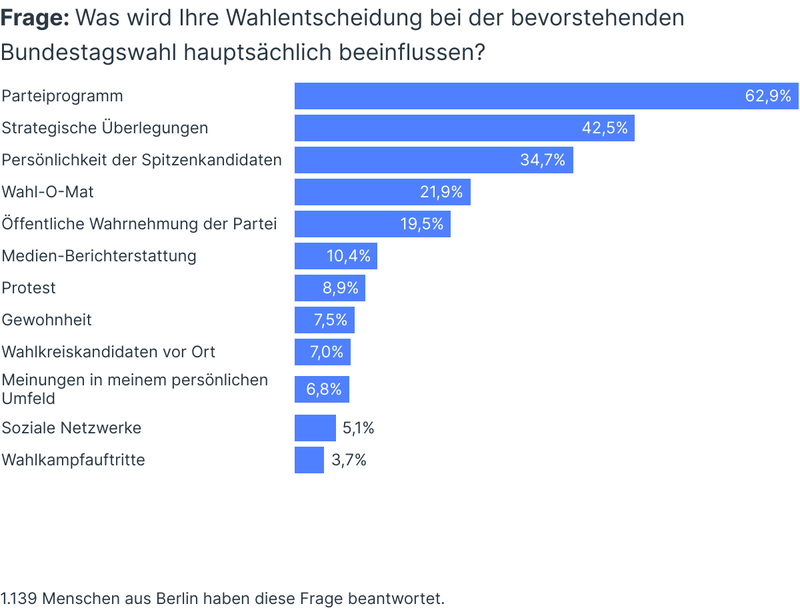 Frage: Was wird Ihre Wahlentscheidung bei der bevorstehenden
Bundestagswahl hauptsächlich beeinflussen?
Parteiprogramm 62,9%
Strategische Überlegungen 42,5%
Persönlichkeit der Spitzenkandidaten 34,7%
Wahl-O-Mat 21,9%
Öffentliche Wahrnehmung der Partei 19,5%
Medien-Berichterstattung 10,4%
Protest 8,9%
Gewohnheit 7,5%
Wahlkreiskandidaten vor Ort 7,0%
Meinungen in meinem persönlichen
Umfeld 6,8%
Soziale Netzwerke 5,1%
Wahlkampfauftritte 3,7%
1.139 Menschen aus Berlin haben diese Frage beantwortet.